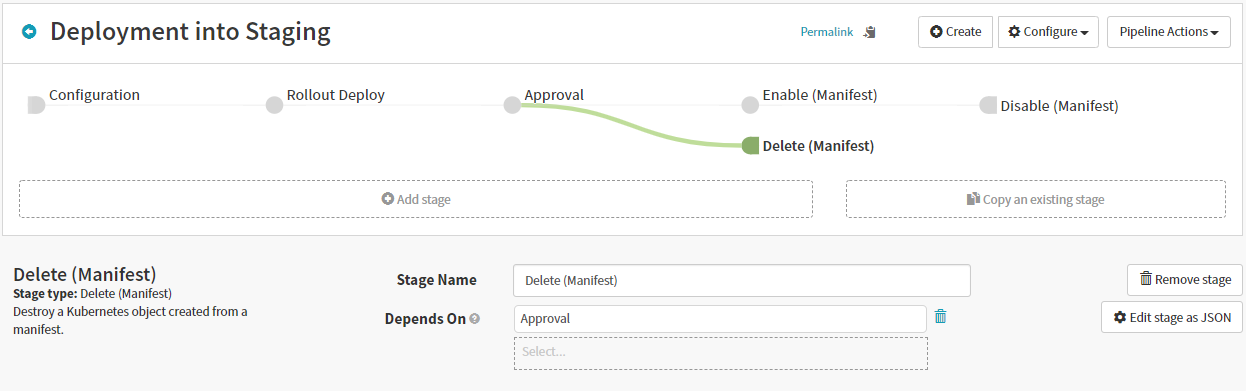 Deployment into Staging
Permalink
Create
Configure
Pipeline Actions
Configuration
Rollout Deploy
Approval
Enable (Manifest)
Disable (Manifest)
Delete (Manifest)
Add stage
Copy an existing stage
Delete (Manifest)
Stage type: Delete (Manifest)
Destroy a Kubernetes object created from a
manifest.
Stage Name
Delete (Manifest)
Depends On
Approval
Select...
Remove stage
Edit stage as JSON